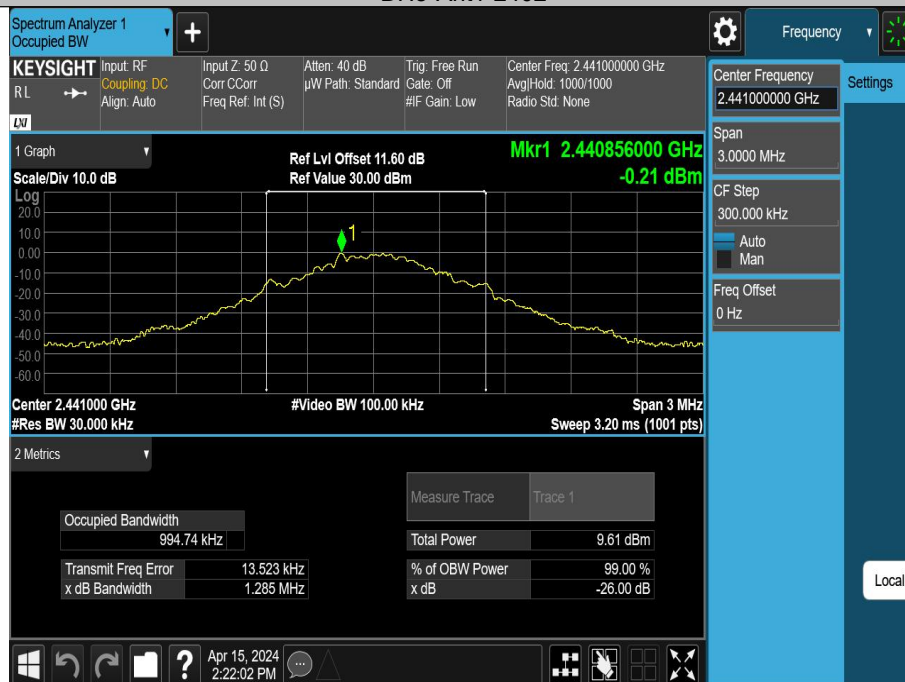 Spectrum Analyzer 1
Occupied BW
Frequency
KEYSIGHT
R L
LXI
Input: RF
Coupling: DC
Align: Auto
Input Z: 50 Ω
Corr CCorr
Freq Ref: Int (S)
Atten: 40 dB
µW Path: Standard
Trig: Free Run
Gate: Off
#IF Gain: Low
Center Freq: 2.441000000 GHz
Avg|Hold: 1000/1000
Radio Std: None
Center Frequency
2.441000000 GHz
Settings
Span
3.0000 MHz
CF Step
300.000 kHz
Auto
Man
Freq Offset
0 Hz
Local
1 Graph
Scale/Div 10.0 dB
Ref Lvl Offset 11.60 dB
Ref Value 30.00 dBm
Mkr1 2.440856000 GHz
-0.21 dBm
Log
20.0
10.0
0.00
-10.0
-20.0
-30.0
-40.0
-50.0
-60.0
1
Center 2.441000 GHz
#Res BW 30.000 kHz
#Video BW 100.00 kHz
Span 3 MHz
Sweep 3.20 ms (1001 pts)
2 Metrics
Measure Trace
Trace 1
Occupied Bandwidth
994.74 kHz
Total Power
9.61 dBm
Transmit Freq Error
13.523 kHz
% of OBW Power
99.00 %
x dB Bandwidth
1.285 MHz
x dB
-26.00 dB
?
Apr 15, 2024
2:22:02 PM